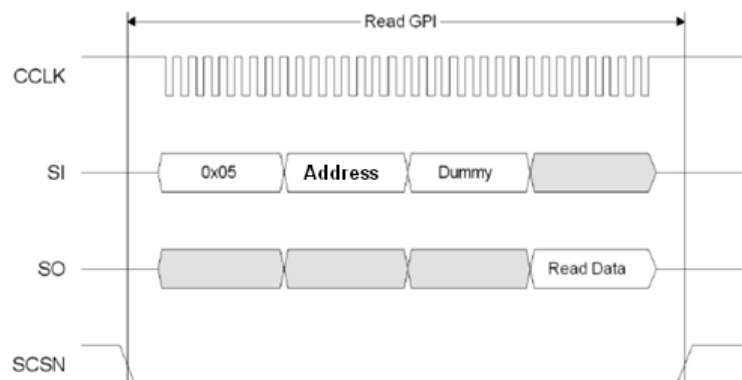 Read GPI
CCLK
SI 0x05 Address Dummy
SO Read Data
SCSN